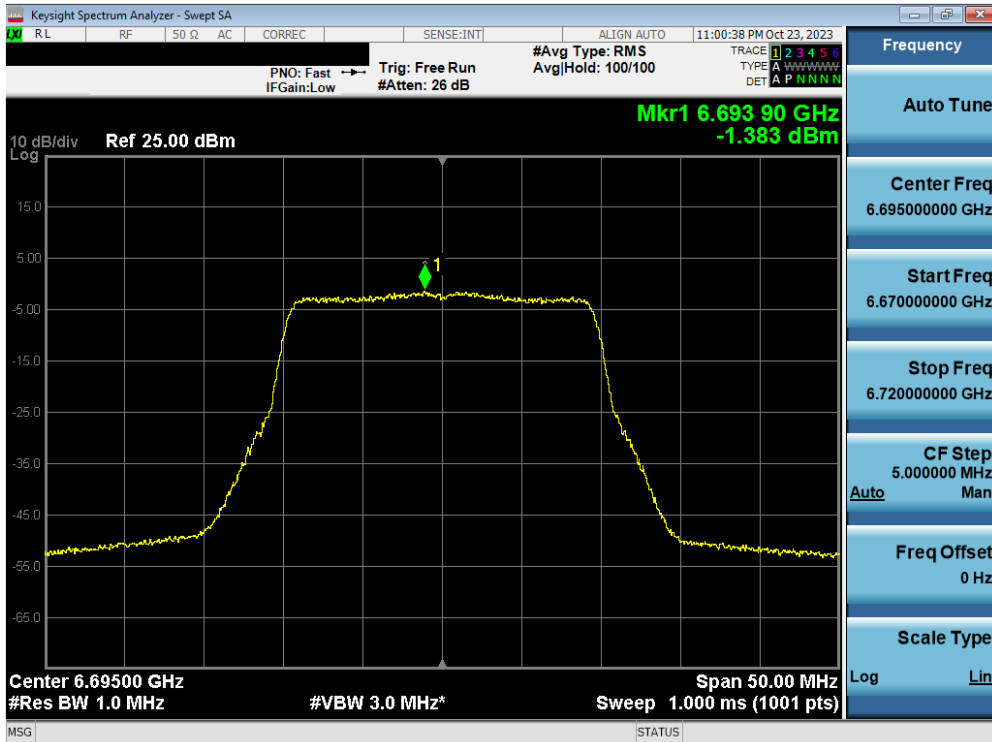 Keysight Spectrum Analyzer - Swept SA
LXI RL RF 50 Ω AC CORREC SENSE:INT ALIGN AUTO 11:00:38 PM Oct 23, 2023
PNO: Fast
IFGain:Low
Trig: Free Run
#Atten: 26 dB
#Avg Type: RMS
Avg|Hold: 100/100
TRACE 1 2 3 4 5 6
TYPE A WWWWW
DET A P N N N N
Mkr1 6.693 90 GHz
-1.383 dBm
10 dB/div Ref 25.00 dBm
Log
15.0
5.00
1
-5.00
-15.0
-25.0
-35.0
-45.0
-55.0
-65.0
Center 6.69500 GHz Span 50.00 MHz
#Res BW 1.0 MHz #VBW 3.0 MHz* Sweep 1.000 ms (1001 pts)
MSG STATUS
Frequency
Auto Tune
Center Freq
6.695000000 GHz
Start Freq
6.670000000 GHz
Stop Freq
6.720000000 GHz
CF Step
5.000000 MHz
Auto Man
Freq Offset
0 Hz
Scale Type
Log Lin